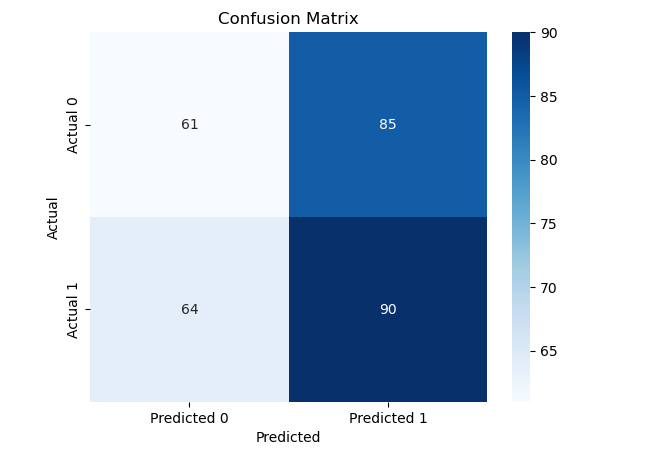 Confusion Matrix
Actual 0
61
85
90
85
80
75
70
65
Actual
Actual 1
64
90
Predicted 0
Predicted 1
Predicted